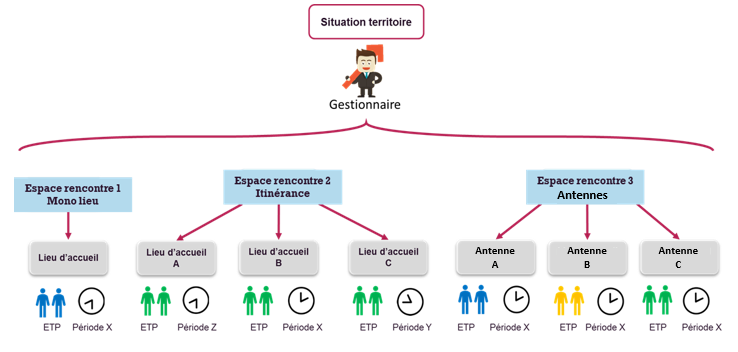 Situation territoire
Gestionnaire
Espace rencontre 1
Mono lieu
Espace rencontre 2
Itinérance
Espace rencontre 3
Antennes
Lieu d'accueil
Lieu d'accueil
A
Lieu d'accueil
B
Lieu d'accueil
C
Antenne
A
Antenne
B
Antenne
C
ETP Période X
ETP Période Z
ETP Période X
ETP Période Y
ETP Période X
ETP Période X
ETP Période X